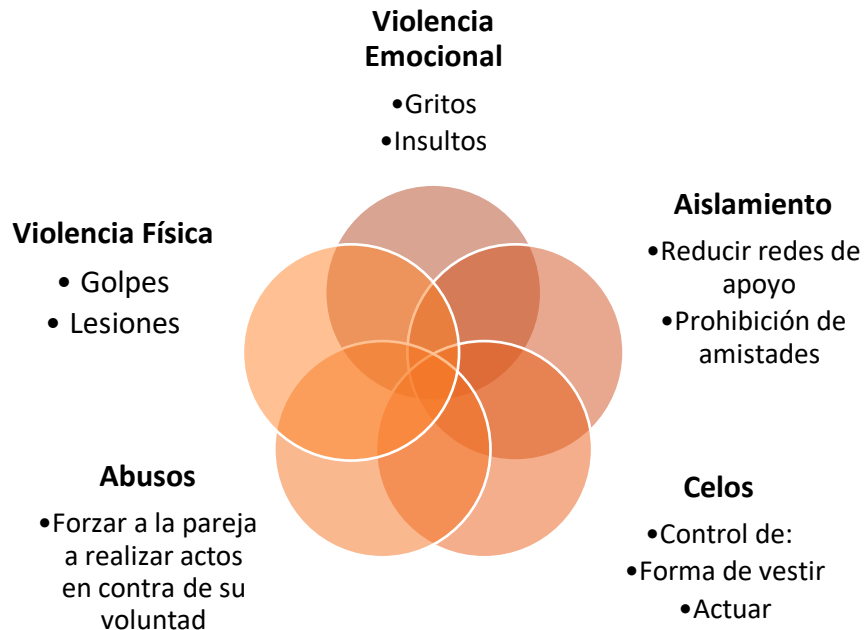 Violencia
Emocional
•Gritos
•Insultos
Aislamiento
•Reducir redes de
apoyo
•Prohibición de
amistades
Celos
•Control de:
•Forma de vestir
•Actuar
Abusos
•Forzar a la pareja
a realizar actos
en contra de su
voluntad
Violencia Física
• Golpes
• Lesiones